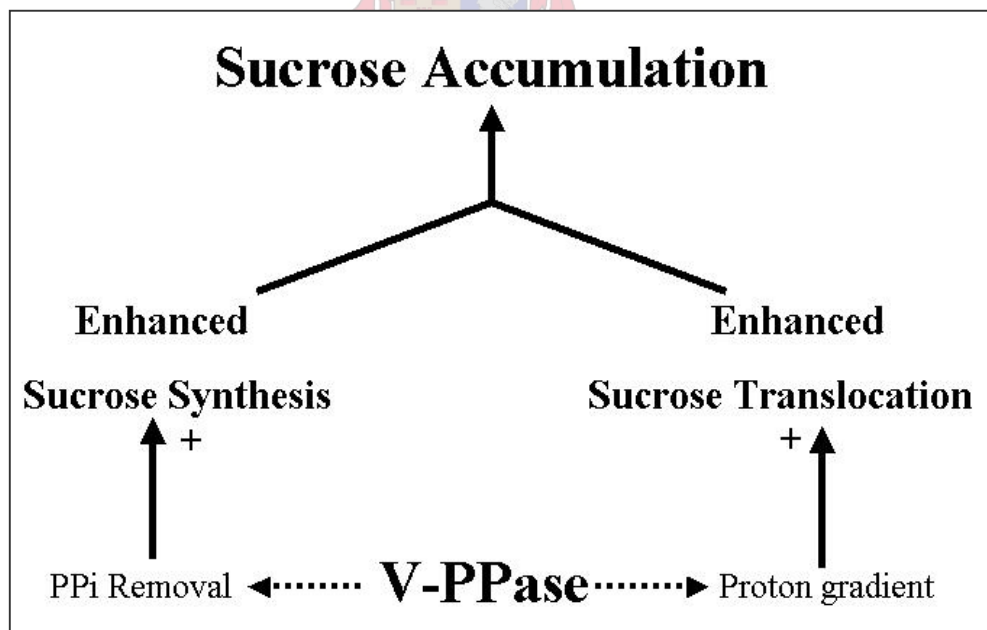 Sucrose Accumulation
Enhanced Enhanced
Sucrose Synthesis Sucrose Translocation
+ +
PPi Removal V-PPase Proton gradient